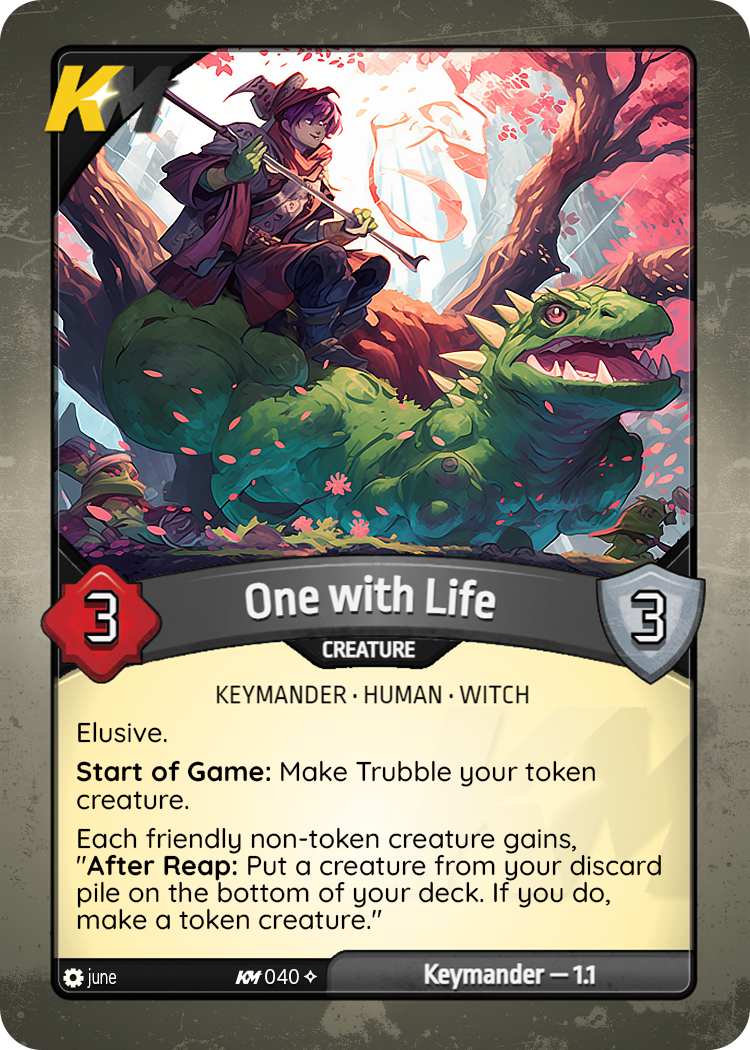 KM
3
One with Life
3
CREATURE
KEYMANDER · HUMAN · WITCH
Elusive.
Start of Game: Make Trubble your token
creature.
Each friendly non-token creature gains,
"After Reap: Put a creature from your discard
pile on the bottom of your deck. If you do,
make a token creature."
june
KM 040
Keymander — 1.1